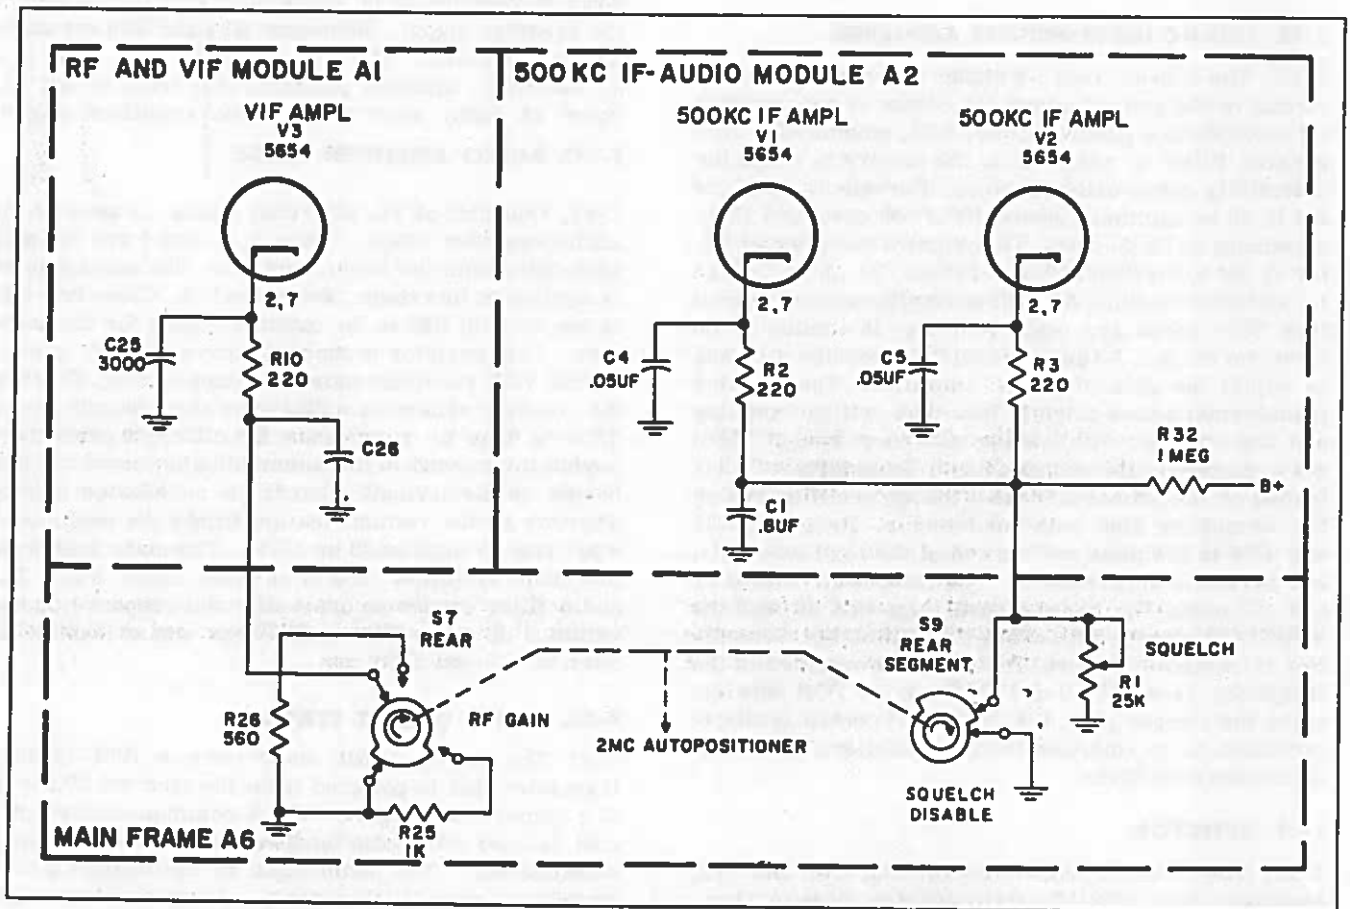 RF AND VIF MODULE A1
500KC IF-AUDIO MODULE A2
VIF AMPL
V3
5654
500KC IF AMPL
V1
5654
500KC IF AMPL
V2
5654
2,7
2,7
2,7
C25
3000
R10
220
C26
C4
.05UF
R2
220
C5
.05UF
R3
220
R32
1 MEG
B+
C1
.8UF
S7
REAR
S9
REAR
SEGMENT
SQUELCH
R1
25K
R26
560
RF GAIN
2MC AUTOPOSITIONER
SQUELCH
DISABLE
R25
1K
MAIN FRAME A6